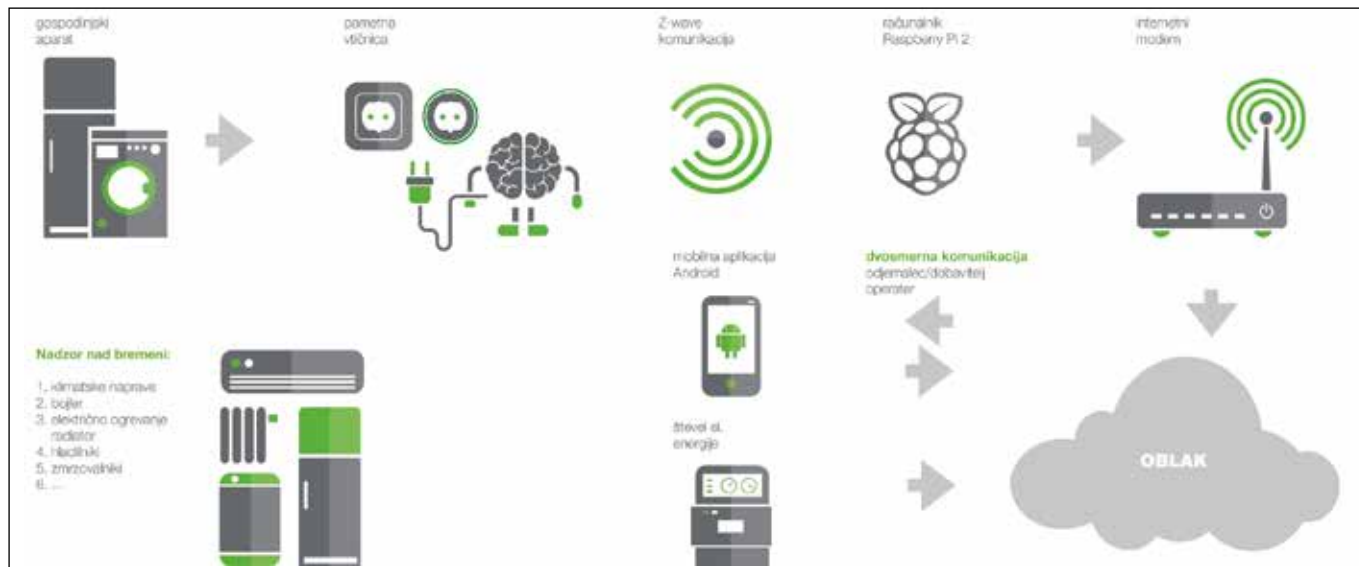 gospodinjski
aparat
pametna
vtičnica
Z-wave
komunikacija
računalnik
Raspberry Pi 2
internetni
modem
mobilna aplikacija
Android
dvosmerna komunikacija
odjemalec/dobavitelj
operater
Nadzor nad bremeni:
1. klimatske naprave
2. bojler
3. električno ogrevanje
radiator
4. hladilniki
5. zmrzovalniki
6. ...
števci el.
energije
OBLAK